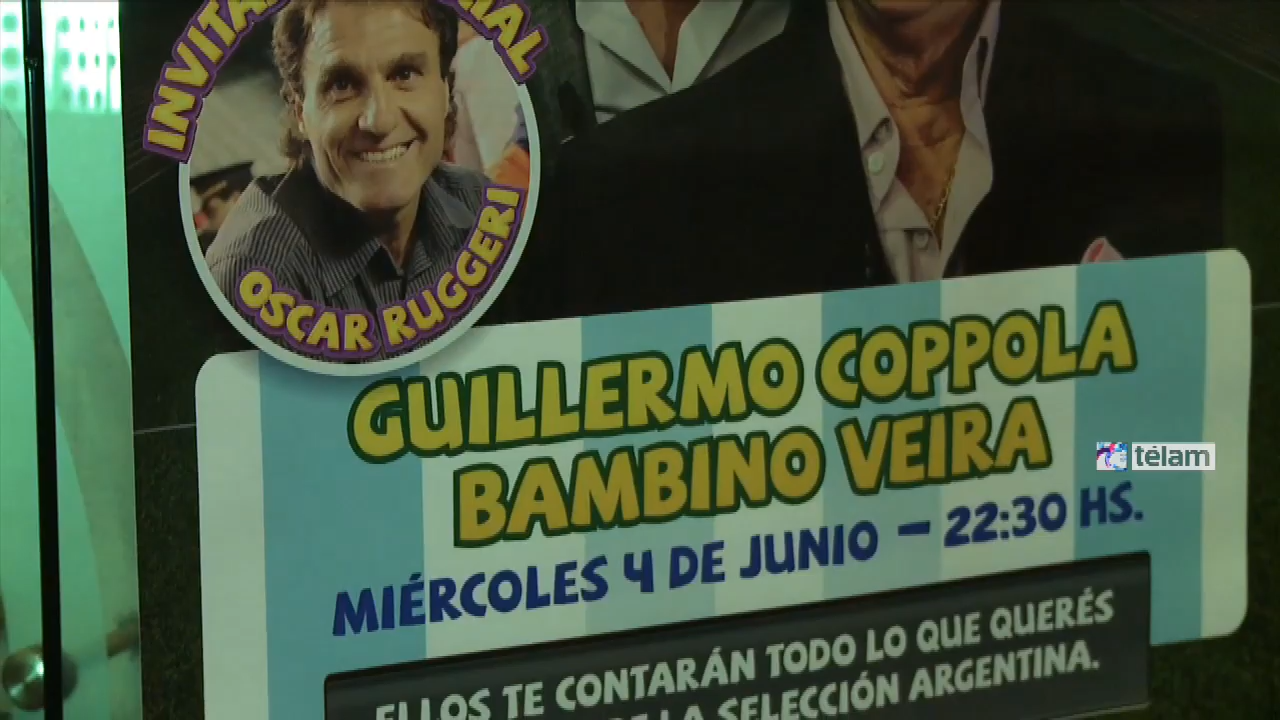 OSCAR RUGGERI
GUILLERMO COPPOLA
BAMBINO VEIRA
MIÉRCOLES 4 DE JUNIO – 22:30 HS.
ELLOS TE CONTARÁN TODO LO QUE QUERÉS
LA SELECCIÓN ARGENTINA.
télam